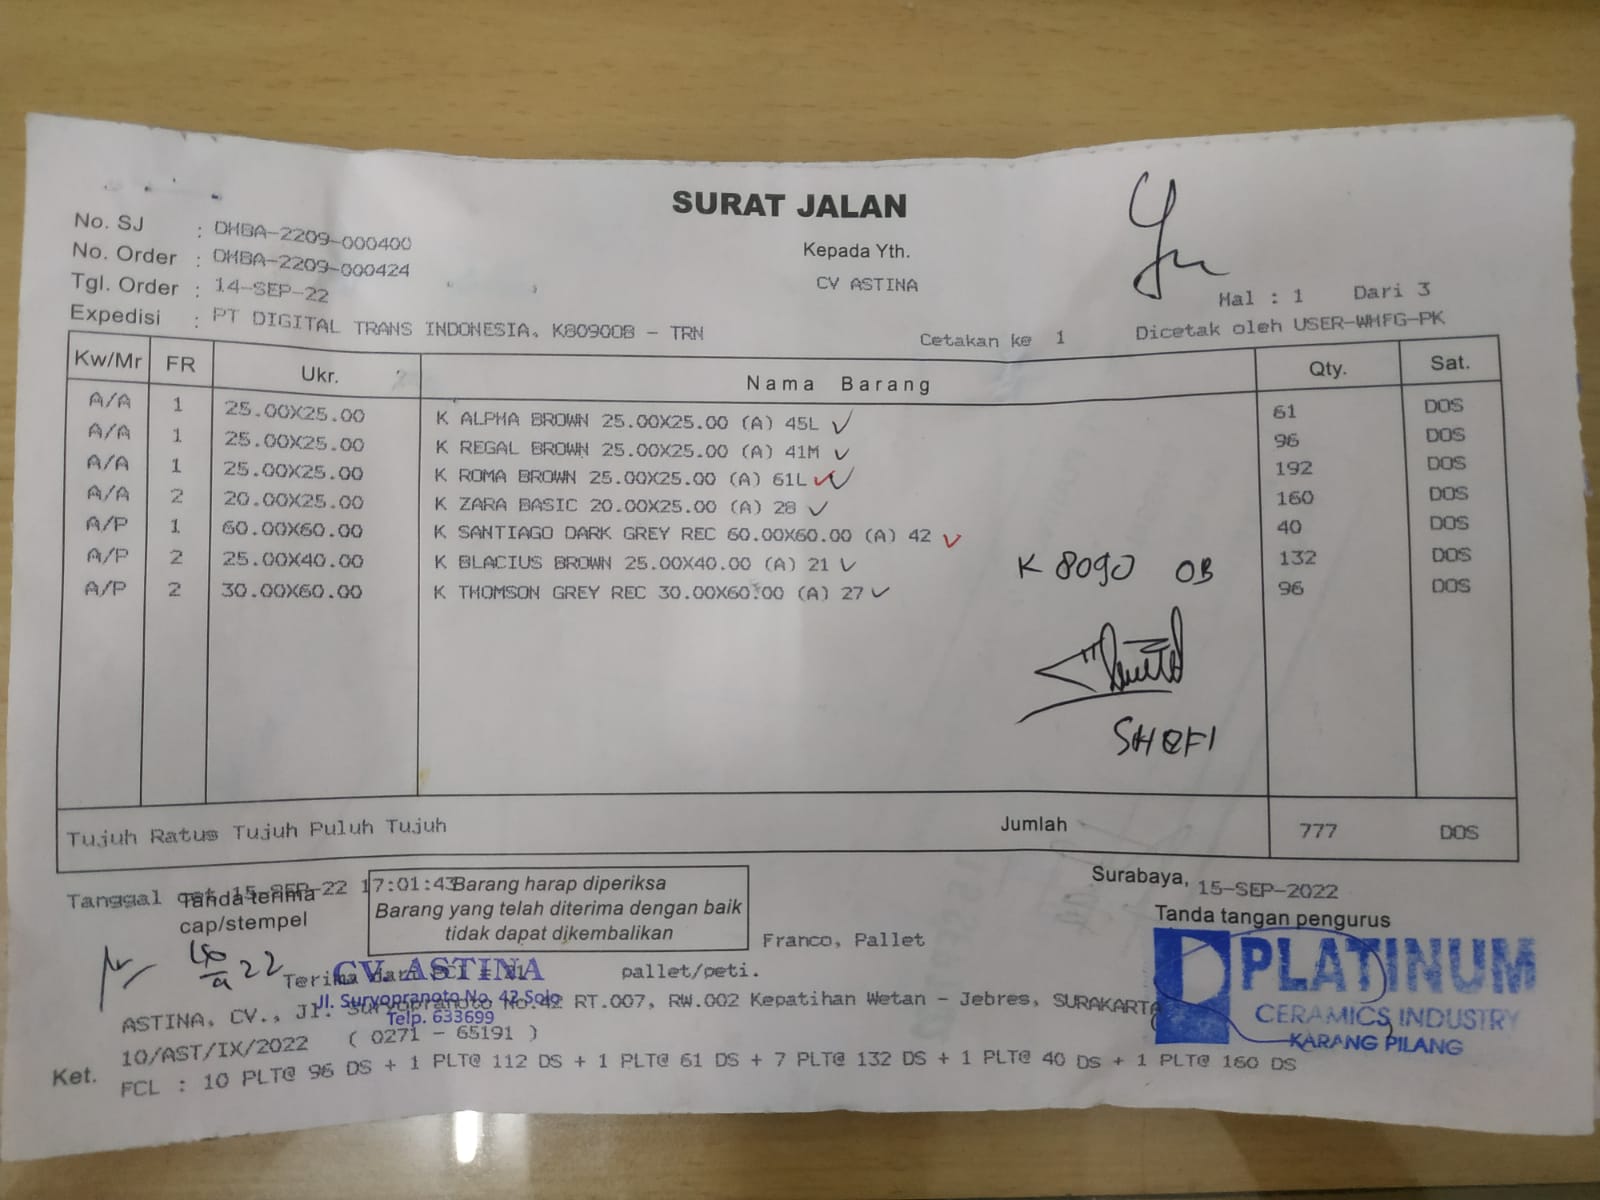 SURAT JALAN
No. SJ : DHBA-2209-000400
No. Order : DHBA-2209-000424
Tgl. Order : 14-SEP-22
Expedisi : PT DIGITAL TRANS INDONESIA. K8090OB - TRN
Kepada Yth.
CV ASTINA
Hal : 1 Dari 3
Cetakan ke 1 Dicetak oleh USER-WHFG-PK
Kw/Mr FR Ukr. Nama Barang Qty. Sat.
A/A 1 25.00X25.00 K ALPHA BROWN 25.00X25.00 (A) 45L 61 DOS
A/A 1 25.00X25.00 K REGAL BROWN 25.00X25.00 (A) 41M 96 DOS
A/A 1 25.00X25.00 K ROMA BROWN 25.00X25.00 (A) 61L 192 DOS
A/A 2 20.00X25.00 K ZARA BASIC 20.00X25.00 (A) 28 160 DOS
A/P 1 60.00X60.00 K SANTIAGO DARK GREY REC 60.00X60.00 (A) 42 40 DOS
A/P 2 25.00X40.00 K BLACIUS BROWN 25.00X40.00 (A) 21 132 DOS
A/P 2 30.00X60.00 K THOMSON GREY REC 30.00X60.00 (A) 27 96 DOS
K 8090 OB
SHEFI
Tujuh Ratus Tujuh Puluh Tujuh Jumlah 777 DOS
Tanggal 15-SEP-22 17:01:43
Tanda terima
cap/stempel
Barang harap diperiksa
Barang yang telah diterima dengan baik
tidak dapat dikembalikan
Surabaya, 15-SEP-2022
Tanda tangan pengurus
Franco, Pallet
Terima pallet/peti.
CV. ASTINA
Jl. Suryopranoto No. 42 Solo
Telp. 633699
ASTINA, CV., Jl. Suryopranoto No.42 RT.007, RW.002 Kepatihan Wetan - Jebres, SURAKARTA
10/AST/IX/2022 ( 0271 - 65191 )
Ket. FCL : 10 PLT@ 96 DS + 1 PLT@ 112 DS + 1 PLT@ 61 DS + 7 PLT@ 132 DS + 1 PLT@ 40 DS + 1 PLT@ 160 DS
PLATINUM
CERAMICS INDUSTRY
KARANG PILANG